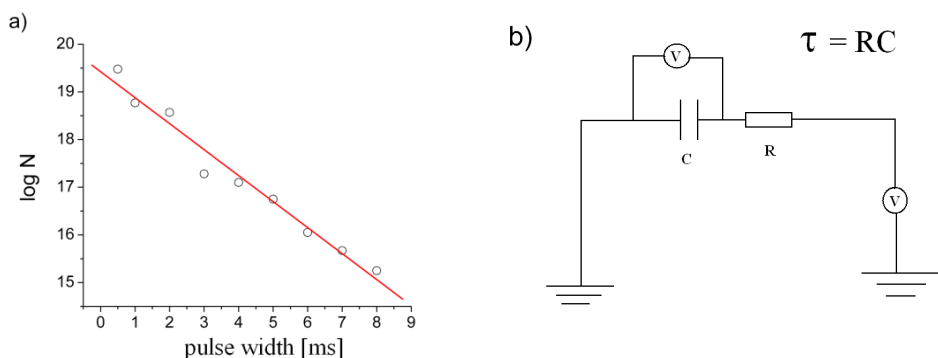 a)
20
19
18
17
16
15
log N
0 1 2 3 4 5 6 7 8 9
pulse width [ms]
b)
τ = RC
V
C
R
V